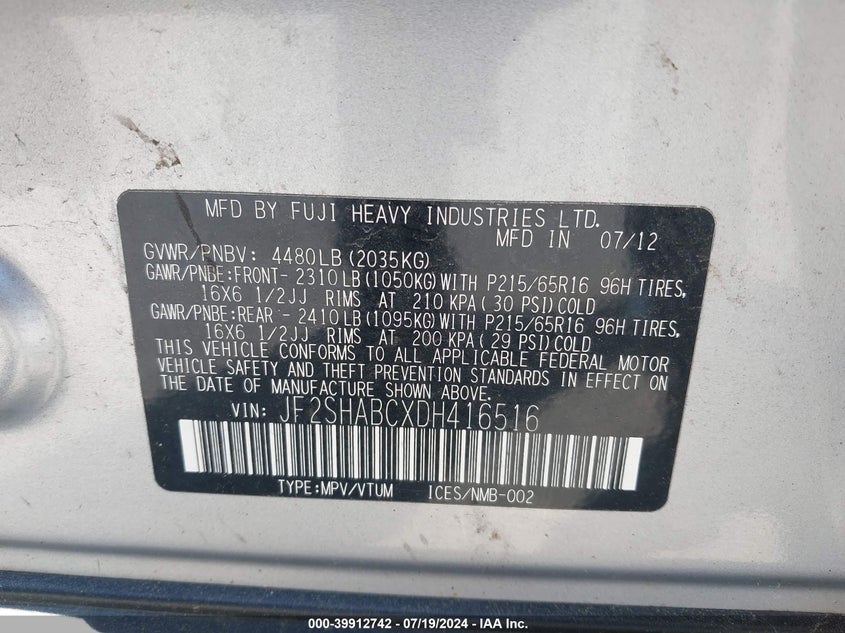 MFD BY FUJI HEAVY INDUSTRIES LTD.
MFD IN 07/12
GVWR/PNBV: 4480LB(2035KG)
GAWR/PNBE:FRONT- 2310LB(1050KG)WITH P215/65R16 96H TIRES,
16X6 1/2JJ RIMS AT 210 KPA(30 PSI)COLD
GAWR/PNBE:REAR - 2410LB(1095KG)WITH P215/65R16 96H TIRES,
16X6 1/2JJ RIMS AT 200 KPA(29 PSI)COLD
THIS VEHICLE CONFORMS TO ALL APPLICABLE FEDERAL MOTOR
VEHICLE SAFETY AND THEFT PREVENTION STANDARDS IN EFFECT ON
THE DATE OF MANUFACTURE SHOWN ABOVE.
VIN: JF2SHABCXDH416516
TYPE:MPV/VTUM ICES/NMB-002
000-39912742 - 07/19/2024 - IAA Inc.